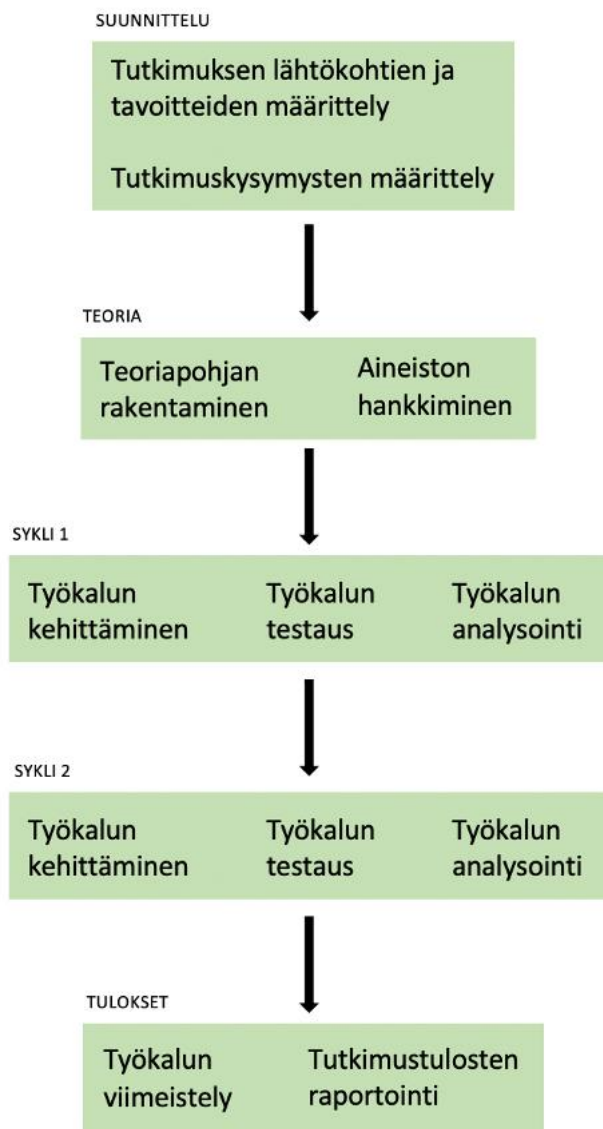 SUUNNITTELU
Tutkimuksen lähtökohtien ja
tavoitteiden määrittely
Tutkimuskysymysten määrittely
TEORIA
Teoriapohjan
rakentaminen
Aineiston
hankkiminen
SYKLI 1
Työkalun
kehittäminen
Työkalun
testaus
Työkalun
analysointi
SYKLI 2
Työkalun
kehittäminen
Työkalun
testaus
Työkalun
analysointi
TULOKSET
Työkalun
viimeistely
Tutkimustulosten
raportointi